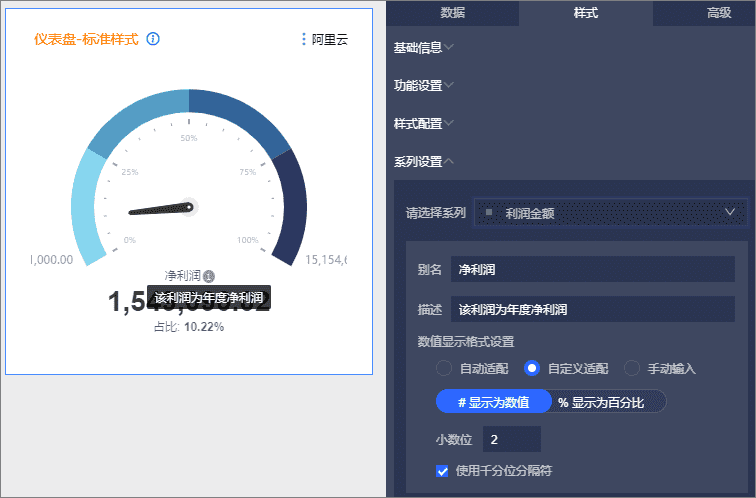 仪表盘-标准样式
阿里云
50%
25%
75%
0%
100%
1,000.00
15,154,6
净利润
该利润为年度净利润
占比: 10.22%
数据
样式
高级
基础信息
功能设置
样式配置
系列设置
请选择系列
利润金额
别名
净利润
描述
该利润为年度净利润
数值显示格式设置
自动适配
自定义适配
手动输入
# 显示为数值
% 显示为百分比
小数位
2
使用千分位分隔符